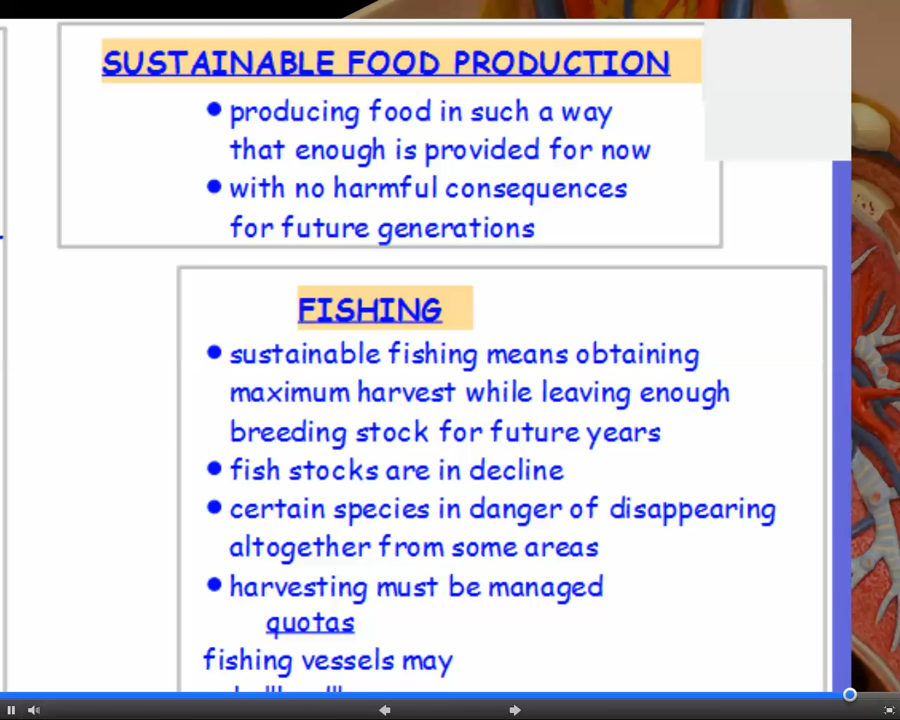 SUSTAINABLE FOOD PRODUCTION
• producing food in such a way
that enough is provided for now
• with no harmful consequences
for future generations
FISHING
• sustainable fishing means obtaining
maximum harvest while leaving enough
breeding stock for future years
• fish stocks are in decline
• certain species in danger of disappearing
altogether from some areas
• harvesting must be managed
quotas
fishing vessels may